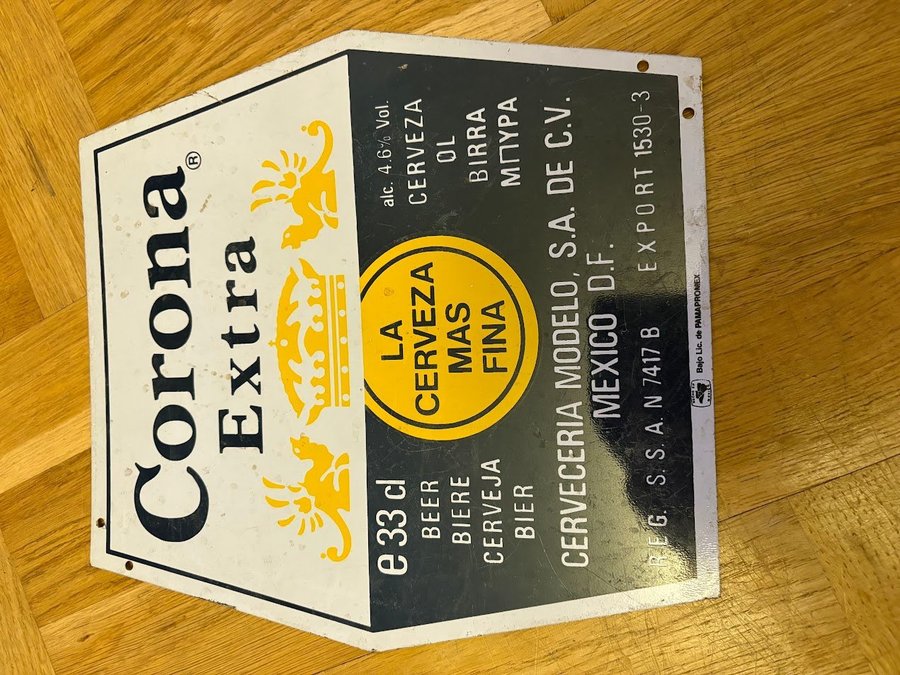 Corona®
Extra
e 33 cl
BEER
BIERE
CERVEJA
BIER
LA
CERVEZA
MAS
FINA
alc. 4.6% Vol.
CERVEZA
OL
BIRRA
ΜΠΥΡΑ
CERVECERIA MODELO, S.A. DE C.V.
MEXICO D.F.
REG. S. S. A N 7417 B EXPORT 1530-3
Bajo Lic. de PAMAPROMEX